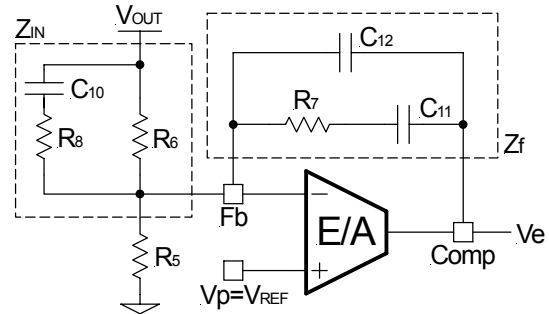 VOUT
ZIN
C12
C10
R7
C11
R8
R6
Zf
Fb
E/A
Ve
R5
Comp
Vp=VREF
−
+